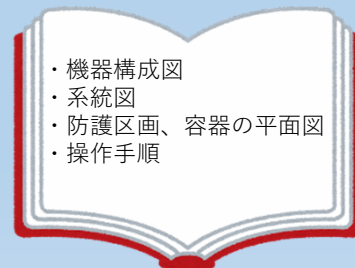 ・機器構成図
・系統図
・防護区画、容器の平面図
・操作手順